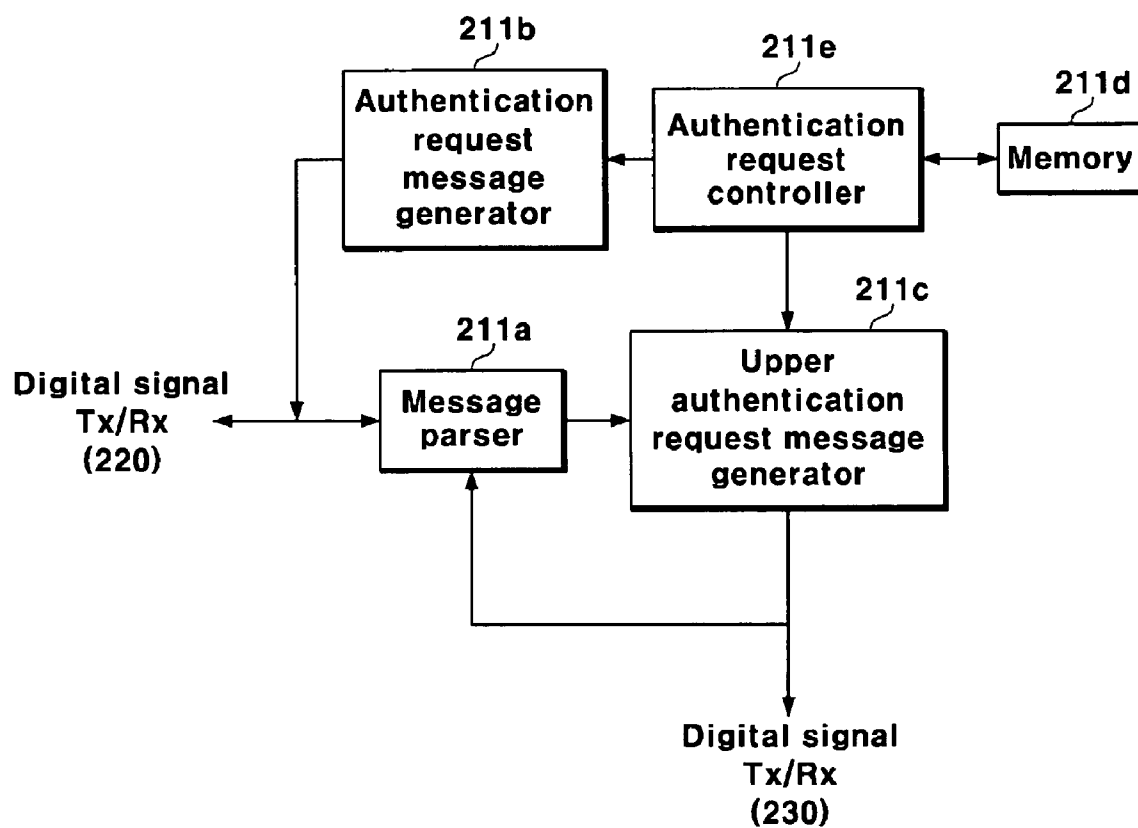 211b
Authentication
request
message
generator
211e
Authentication
request
controller
211d
Memory
211a
Message
parser
211c
Upper
authentication
request message
generator
Digital signal
Tx/Rx
(220)
Digital signal
Tx/Rx
(230)